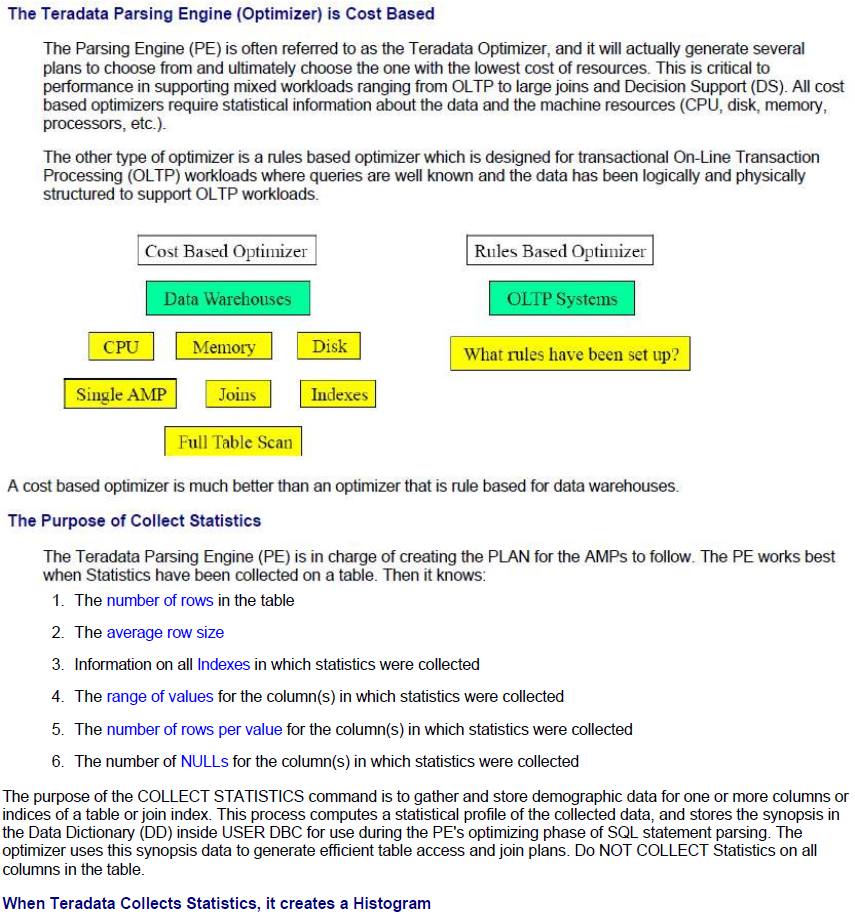 The Teradata Parsing Engine (Optimizer) is Cost Based
The Parsing Engine (PE) is often referred to as the Teradata Optimizer, and it will actually generate several
plans to choose from and ultimately choose the one with the lowest cost of resources. This is critical to
performance in supporting mixed workloads ranging from OLTP to large joins and Decision Support (DS). All cost
based optimizers require statistical information about the data and the machine resources (CPU, disk, memory,
processors, etc.).
The other type of optimizer is a rules based optimizer which is designed for transactional On-Line Transaction
Processing (OLTP) workloads where queries are well known and the data has been logically and physically
structured to support OLTP workloads.
Cost Based Optimizer
Data Warehouses
CPU
Memory
Disk
Single AMP
Joins
Indexes
Full Table Scan
Rules Based Optimizer
OLTP Systems
What rules have been set up?
A cost based optimizer is much better than an optimizer that is rule based for data warehouses.
The Purpose of Collect Statistics
The Teradata Parsing Engine (PE) is in charge of creating the PLAN for the AMPs to follow. The PE works best
when Statistics have been collected on a table. Then it knows:
1. The number of rows in the table
2. The average row size
3. Information on all Indexes in which statistics were collected
4. The range of values for the column(s) in which statistics were collected
5. The number of rows per value for the column(s) in which statistics were collected
6. The number of NULLs for the column(s) in which statistics were collected
The purpose of the COLLECT STATISTICS command is to gather and store demographic data for one or more columns or
indices of a table or join index. This process computes a statistical profile of the collected data, and stores the synopsis in
the Data Dictionary (DD) inside USER DBC for use during the PE's optimizing phase of SQL statement parsing. The
optimizer uses this synopsis data to generate efficient table access and join plans. Do NOT COLLECT Statistics on all
columns in the table.
When Teradata Collects Statistics, it creates a Histogram